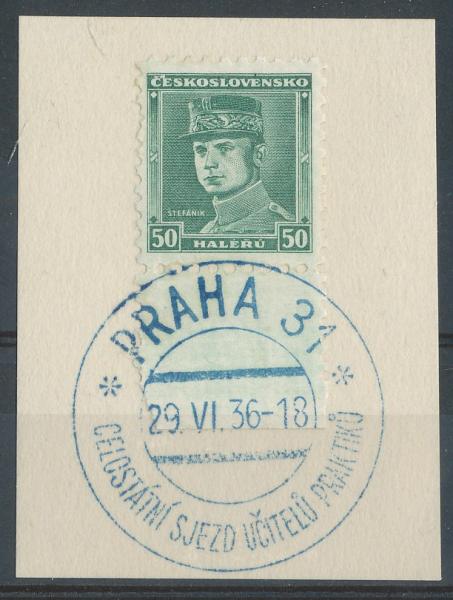 ČESKOSLOVENSKO
ŠTEFÁNIK
50 HALÉŘŮ 50
PRAHA 31
29. VI. 36-18
* CELOSTÁTNÍ SJEZD UČITELŮ PRAKTIKŮ *